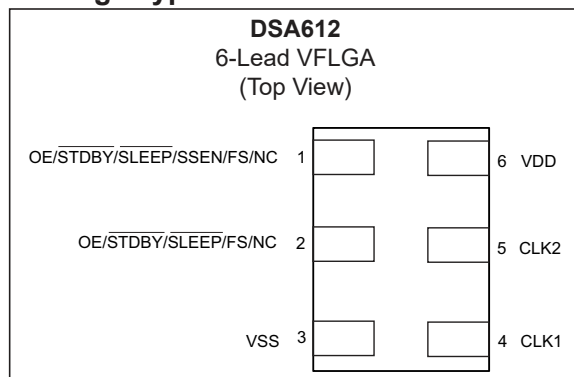 DSA612
6-Lead VFLGA
(Top View)
OE/STDBY/SLEEP/SSEN/FS/NC 1
6 VDD
OE/STDBY/SLEEP/FS/NC 2
5 CLK2
VSS 3
4 CLK1